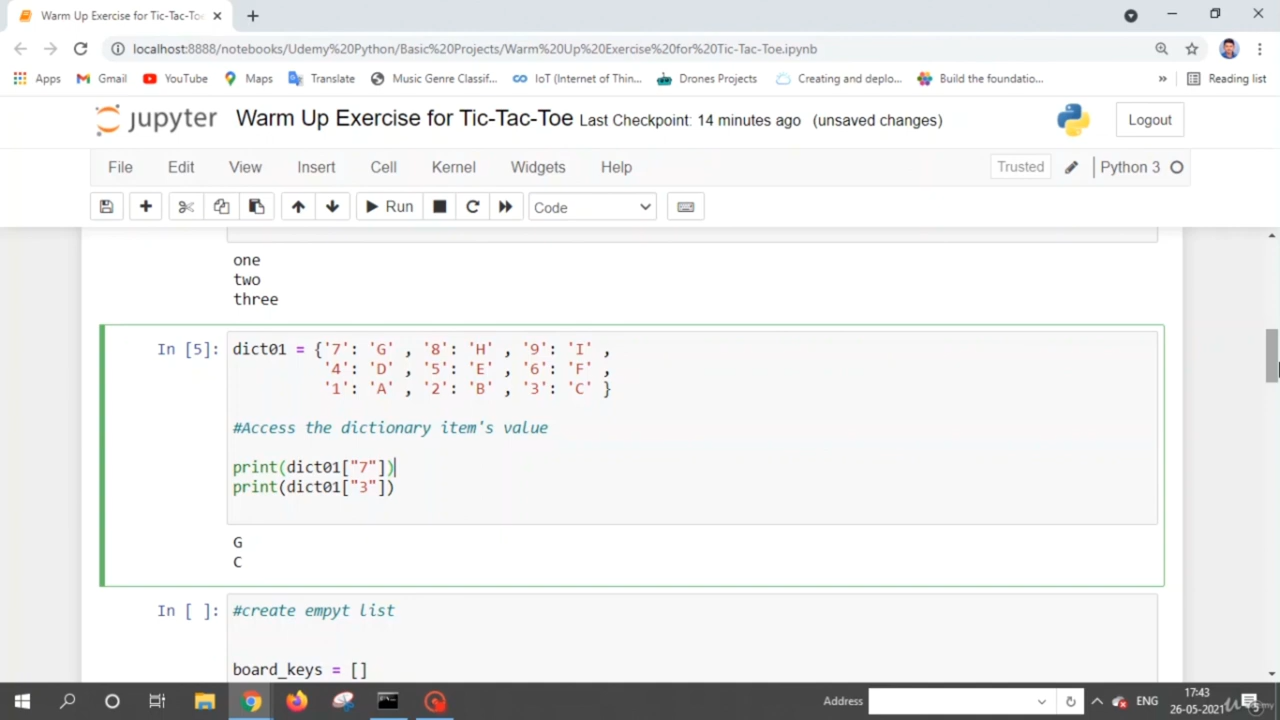 Warm Up Exercise for Tic-Tac-To
localhost:8888/notebooks/Udemy%20Python/Basic%20Projects/Warm%20Up%20Exercise%20for%20Tic-Tac-Toe.ipynb
Apps Gmail YouTube Maps Translate Music Genre Classif... IoT (Internet of Thin... Drones Projects Creating and deplo... Build the foundatio... » Reading list
jupyter Warm Up Exercise for Tic-Tac-Toe Last Checkpoint: 14 minutes ago (unsaved changes) Logout
File Edit View Insert Cell Kernel Widgets Help Trusted Python 3
Run Code
one
two
three
In [5]: dict01 = {'7': 'G' , '8': 'H' , '9': 'I' ,
'4': 'D' , '5': 'E' , '6': 'F' ,
'1': 'A' , '2': 'B' , '3': 'C' }
#Access the dictionary item's value
print(dict01["7"])
print(dict01["3"])
G
C
In [ ]: #create empyt list
board_keys = []
Address ENG 17:43
26-05-2021